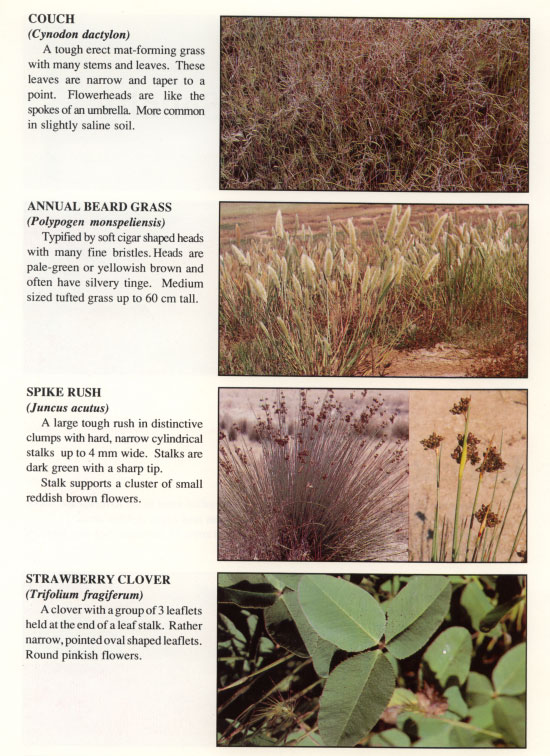 COUCH
(Cynodon dactylon)
A tough erect mat-forming grass
with many stems and leaves. These
leaves are narrow and taper to a
point. Flowerheads are like the
spokes of an umbrella. More common
in slightly saline soil.
ANNUAL BEARD GRASS
(Polypogen monspeliensis)
Typified by soft cigar shaped heads
with many fine bristles. Heads are
pale-green or yellowish brown and
often have silvery tinge. Medium
sized tufted grass up to 60 cm tall.
SPIKE RUSH
(Juncus acutus)
A large tough rush in distinctive
clumps with hard, narrow cylindrical
stalks up to 4 mm wide. Stalks are
dark green with a sharp tip.
Stalk supports a cluster of small
reddish brown flowers.
STRAWBERRY CLOVER
(Trifolium fragiferum)
A clover with a group of 3 leaflets
held at the end of a leaf stalk. Rather
narrow, pointed oval shaped leaflets.
Round pinkish flowers.